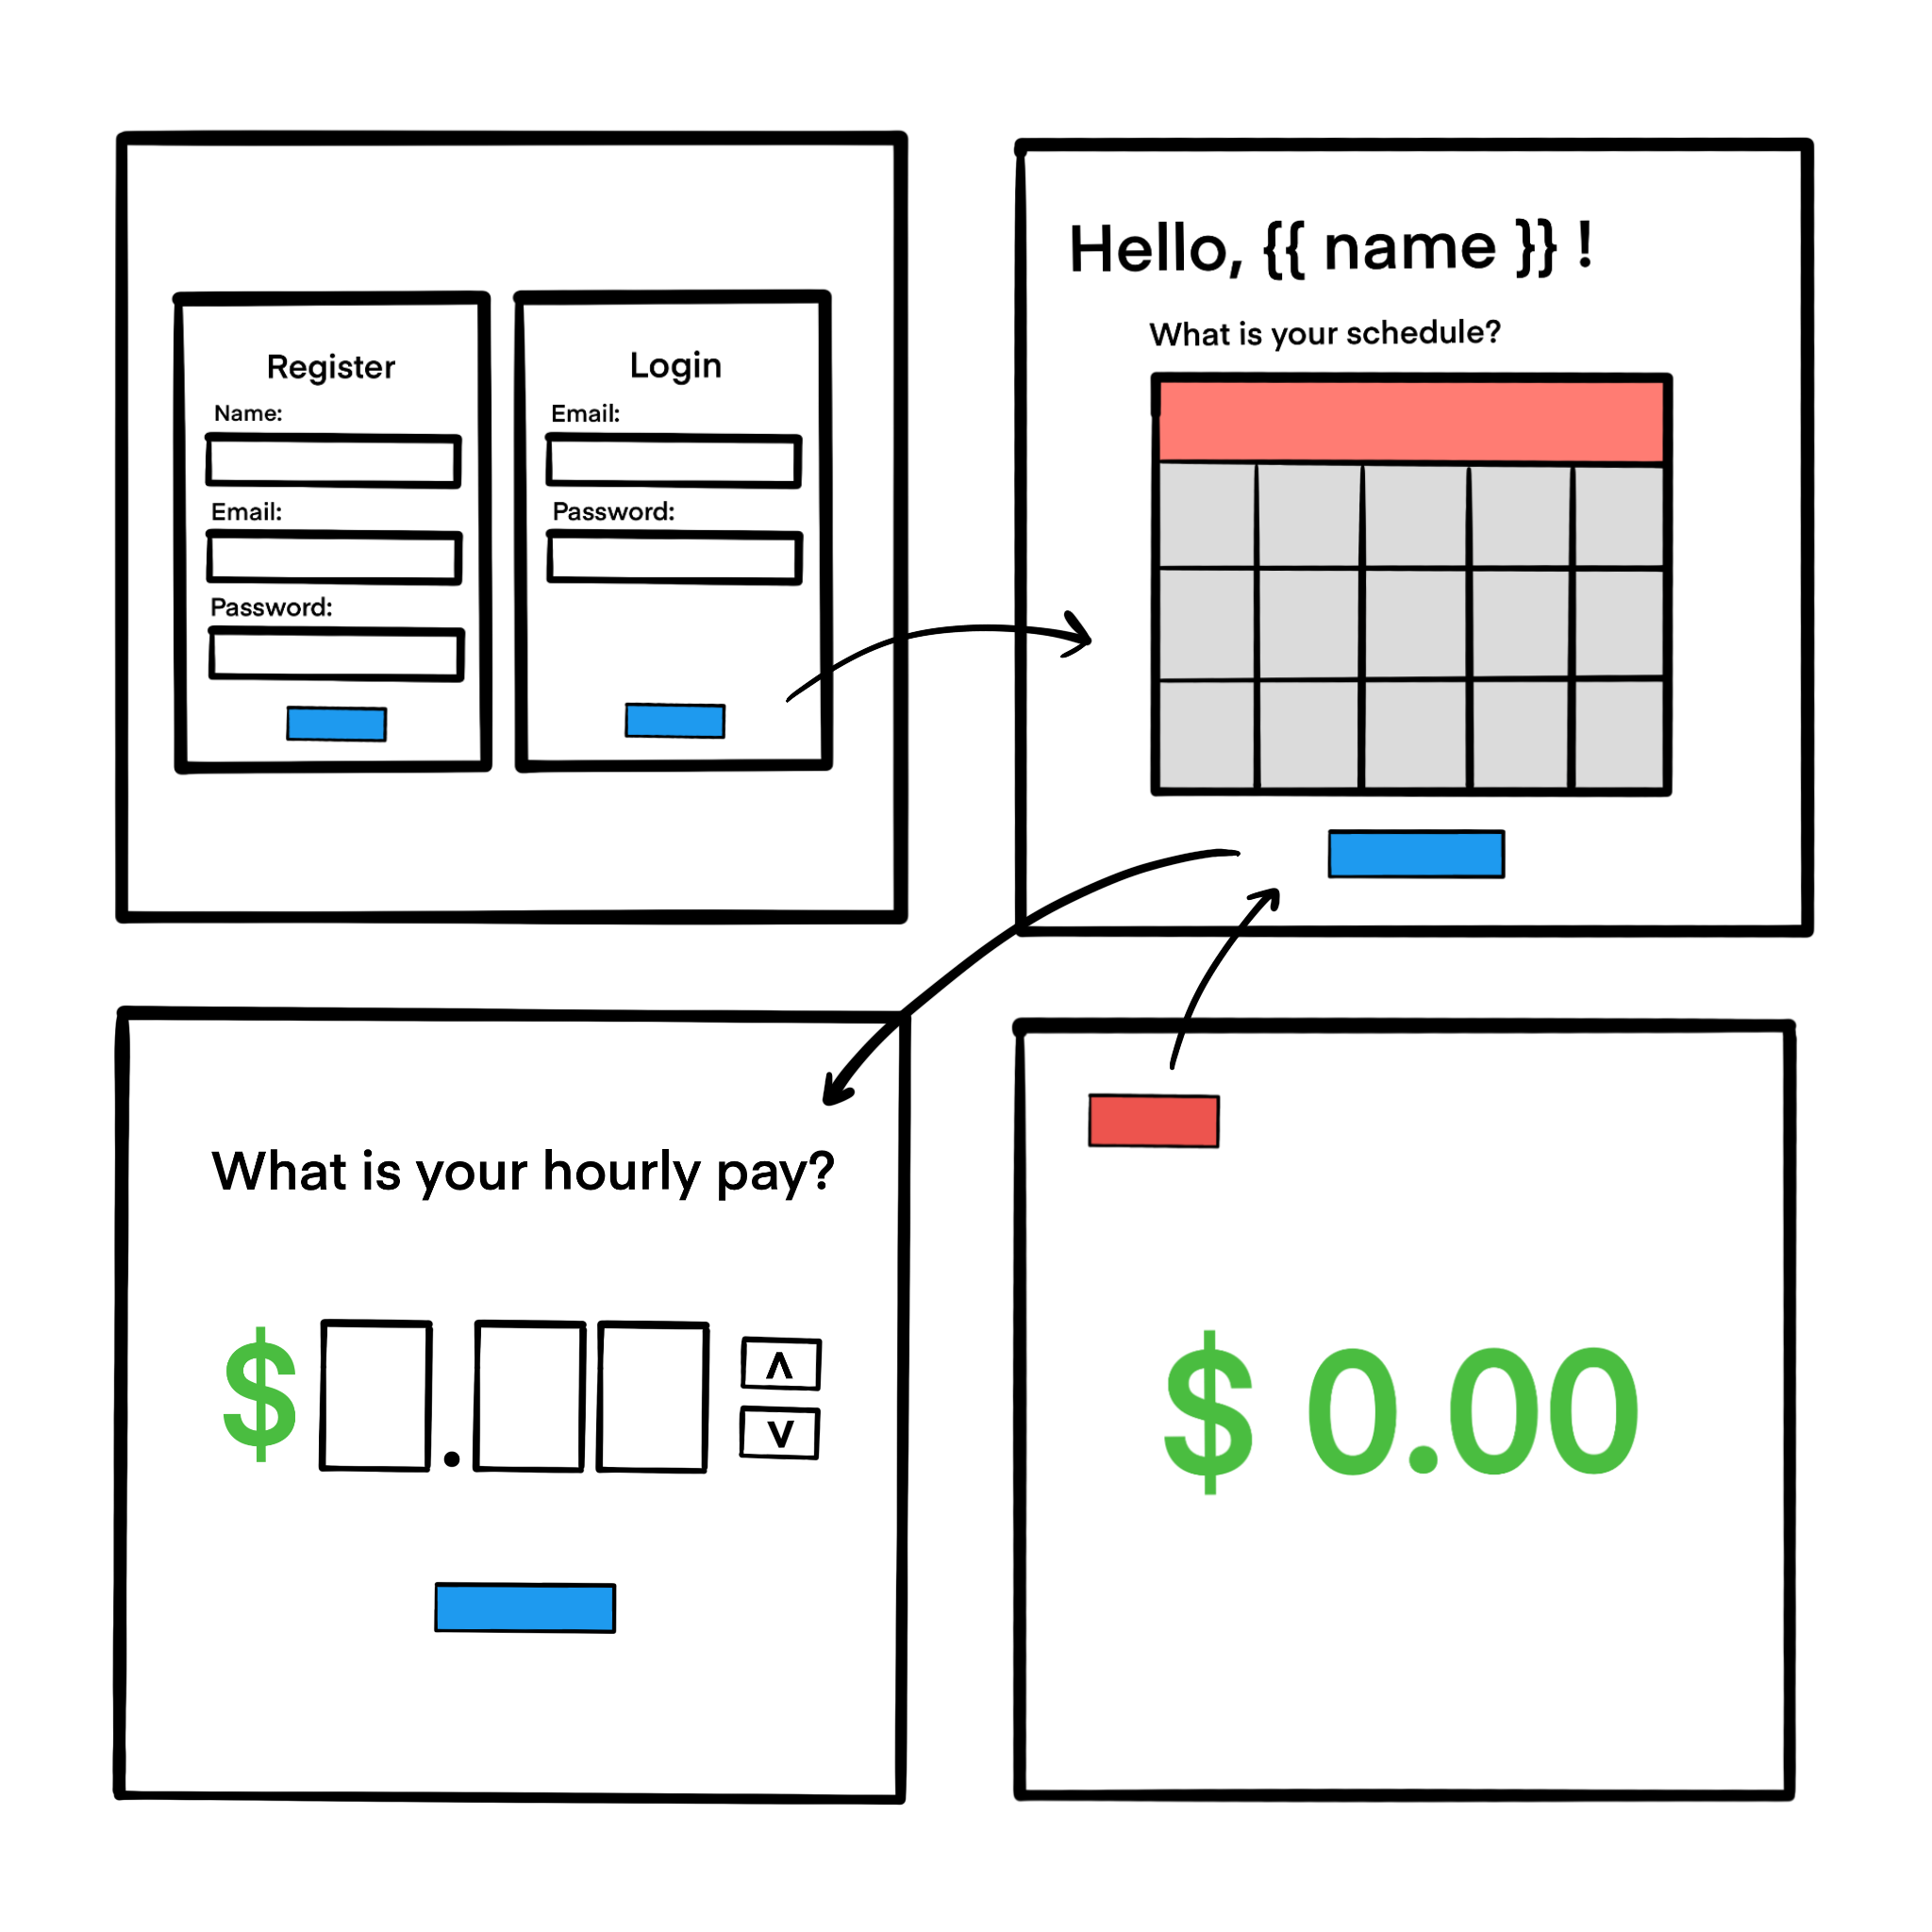 Register
Name:
Email:
Password:
Login
Email:
Password:
Hello, {{ name }} !
What is your schedule?
What is your hourly pay?
$ .
^
v
$ 0.00